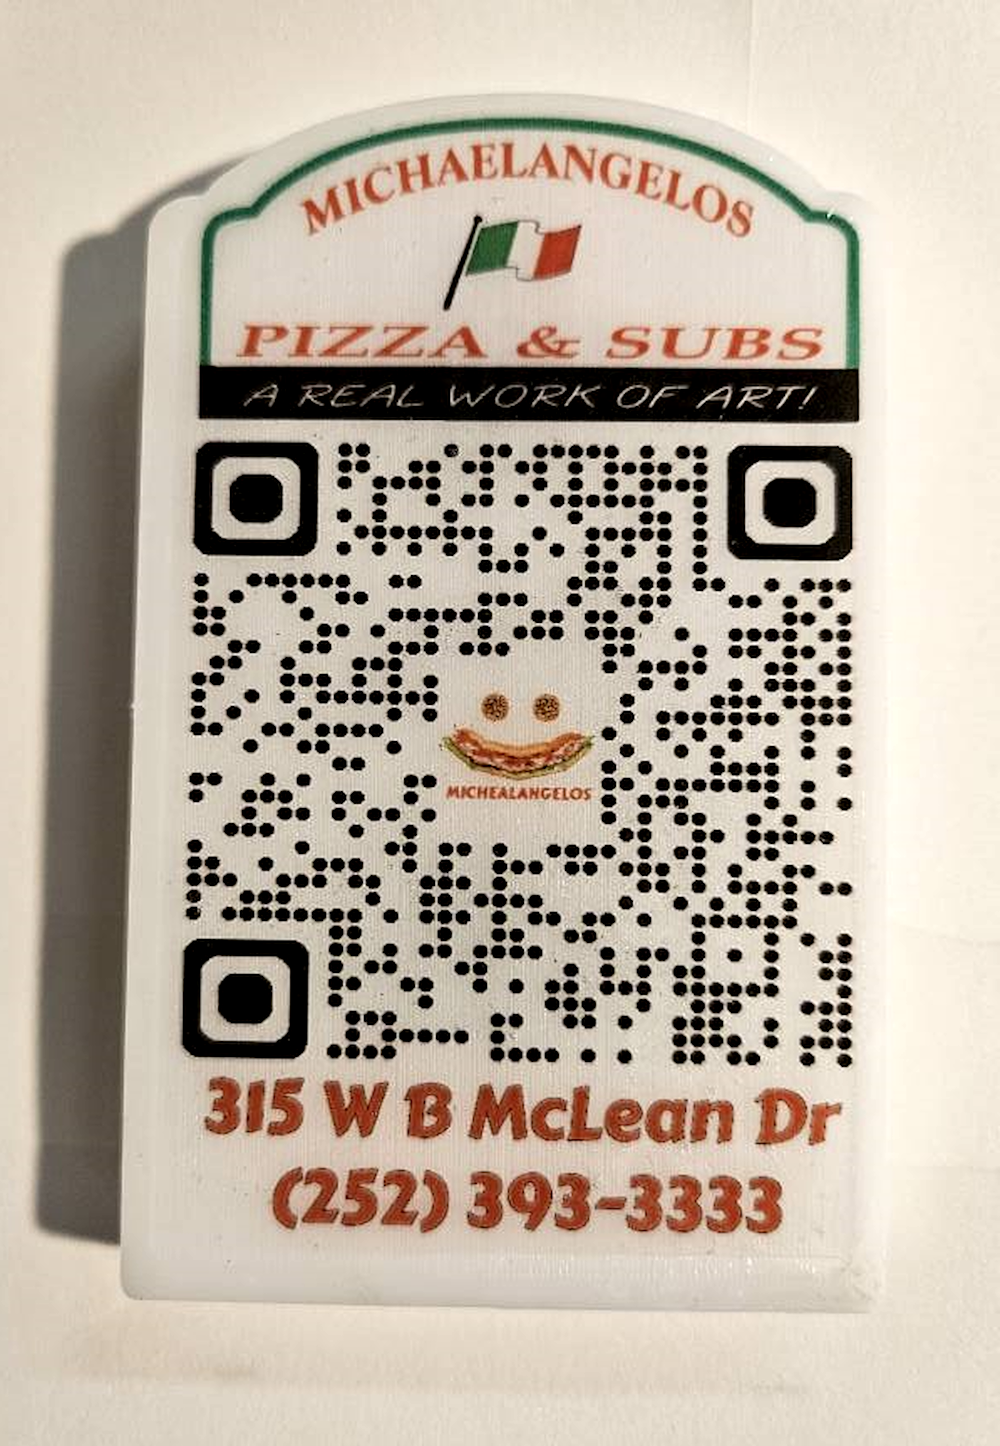 MICHAELANGELOS
PIZZA & SUBS
A REAL WORK OF ART!
MICHEALANGELOS
315 W B McLean Dr
(252) 393-3333